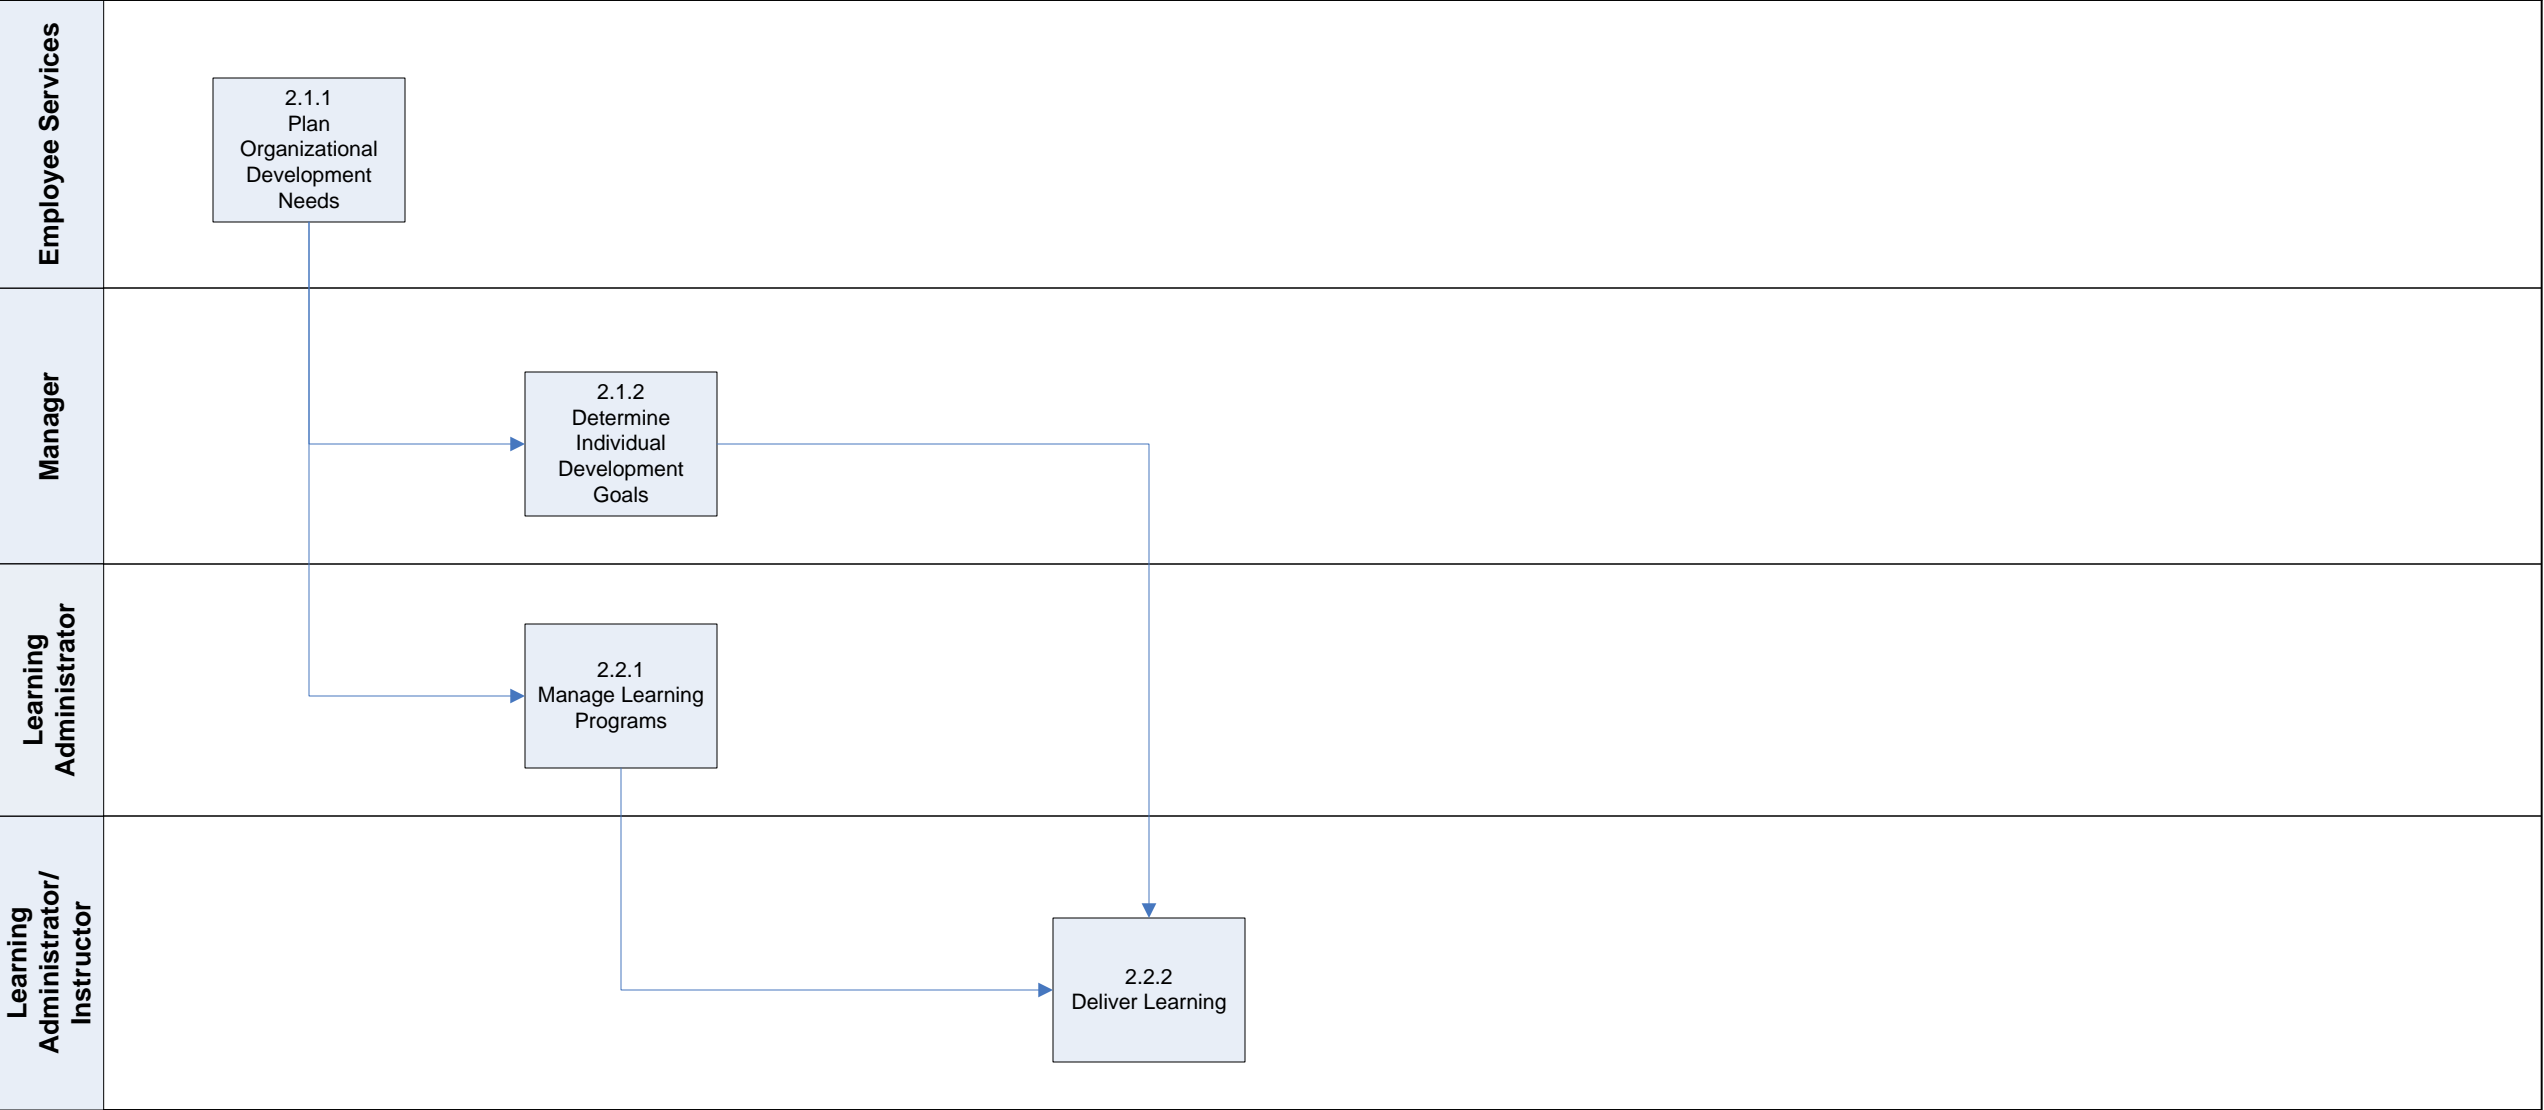 Employee Services
2.1.1
Plan
Organizational
Development
Needs
Manager
2.1.2
Determine
Individual
Development
Goals
Learning
Administrator
2.2.1
Manage Learning
Programs
Learning
Administrator/
Instructor
2.2.2
Deliver Learning